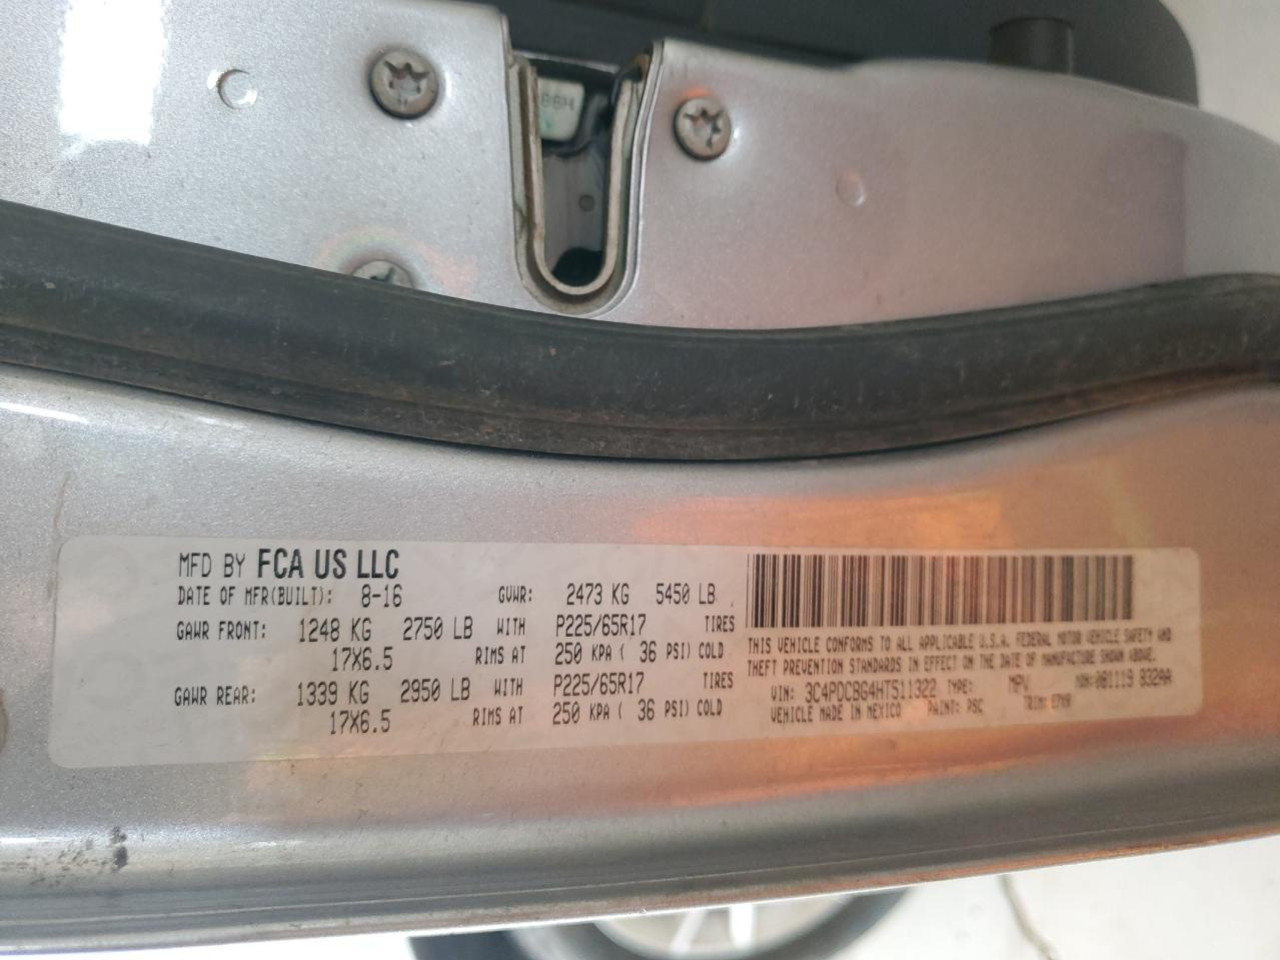 MFD BY FCA US LLC
DATE OF MFR(BUILT): 8-16 GVWR: 2473 KG 5450 LB
GAWR FRONT: 1248 KG 2750 LB WITH P225/65R17 TIRES
17X6.5 RIMS AT 250 KPA ( 36 PSI) COLD
GAWR REAR: 1339 KG 2950 LB WITH P225/65R17 TIRES
17X6.5 RIMS AT 250 KPA ( 36 PSI) COLD
THIS VEHICLE CONFORMS TO ALL APPLICABLE U.S.A. FEDERAL MOTOR VEHICLE SAFETY AND
THEFT PREVENTION STANDARDS IN EFFECT ON THE DATE OF MANUFACTURE SHOWN ABOVE.
VIN: 3C4PDCBG4HT511322 TYPE: MPV MDH: 081119 832AA
VEHICLE MADE IN MEXICO PAINT: PSC TRIM: